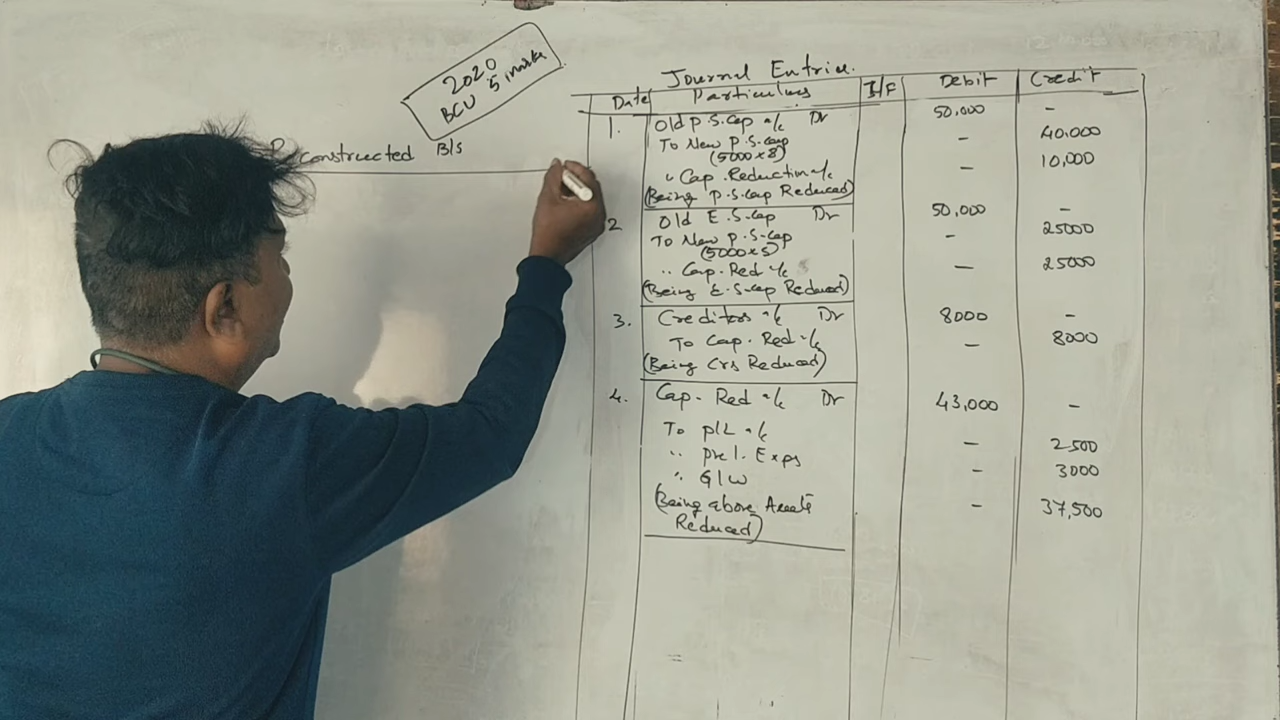 2020
BCU 5 marks
constructed B/s
Journal Entries.
Date Particulars I/F Debit Credit
1. Old P.S.Cap a/c Dr 50,000 -
To New P.S.Cap - 40,000
(5000×8)
" Cap. Reduction a/c - 10,000
(Being P.S.Cap Reduced)
2 Old E.S.Cap Dr 50,000 -
To New P.S.Cap - 25000
(5000×5)
" Cap. Red a/c - 25000
(Being E.S.Cap Reduced)
3. Creditors a/c Dr 8000 -
To Cap. Red a/c - 8000
(Being Crs Reduced)
4. Cap. Red a/c Dr 43,000 -
To P/L a/c - 2500
" Prel. Exps - 3000
" G/W
(Being above Assets - 37,500
Reduced)
=